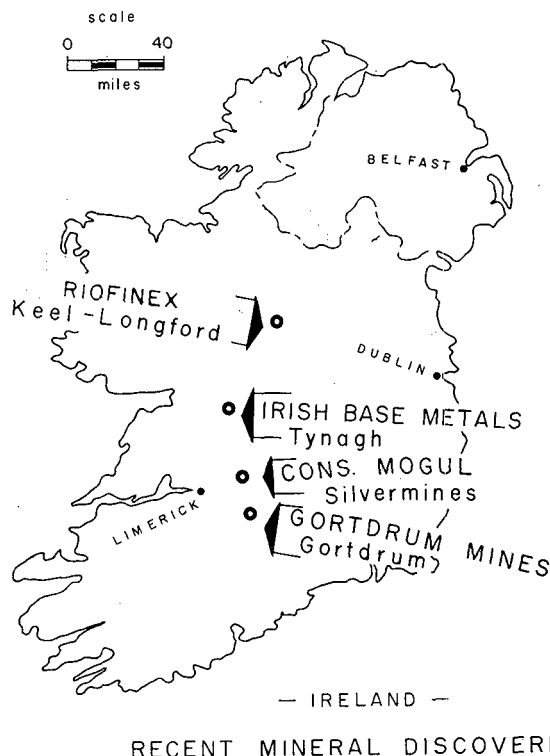 scale
0 40
miles
BELFAST
RIOFINEX
Keel-Longford
DUBLIN
IRISH BASE METALS
Tynagh
CONS. MOGUL
Silvermines
LIMERICK
GORTDRUM MINES
Gortdrum
— IRELAND —
RECENT MINERAL